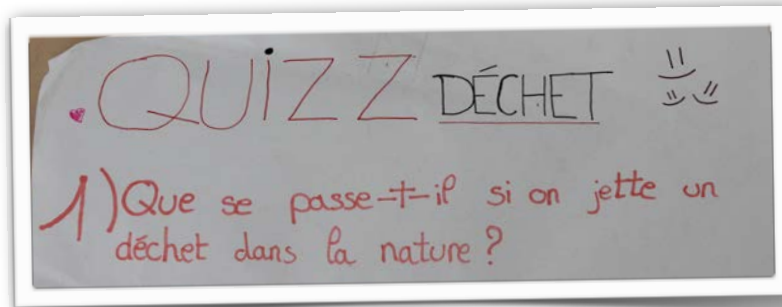 QUiZZ DÉCHET
1) Que se passe-t-il si on jette un
déchet dans la nature ?